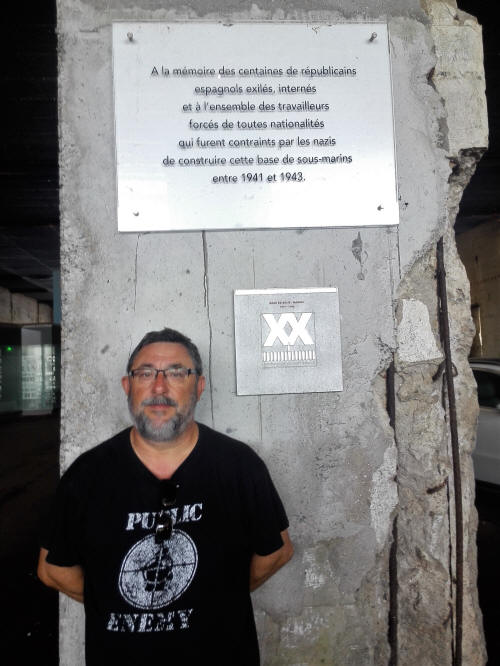 A la mémoire des centaines de républicains
espagnols exilés, internés
et à l'ensemble des travailleurs
forcés de toutes nationalités
qui furent contraints par les nazis
de construire cette base de sous-marins
entre 1941 et 1943.
XX
PUBLIC
ENEMY